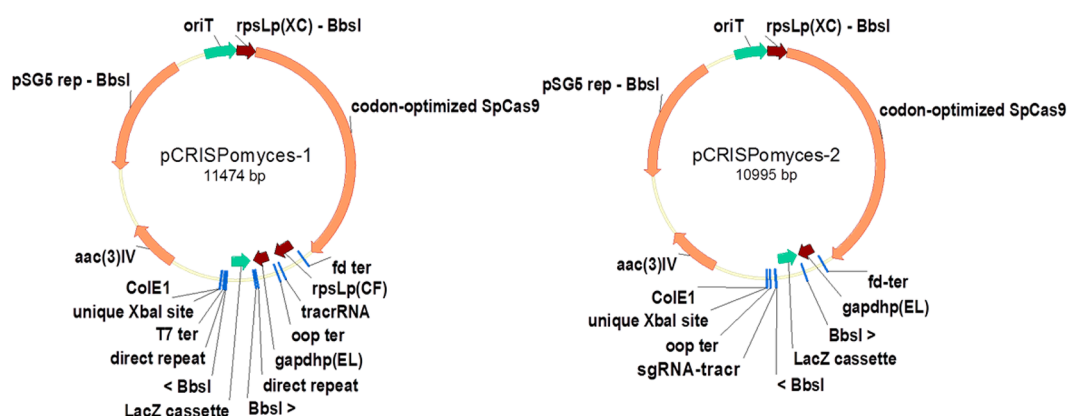 oriT
rpsLp(XC) - BbsI
pSG5 rep - BbsI
codon-optimized SpCas9
pCRISPomyces-1
11474 bp
aac(3)IV
fd ter
rpsLp(CF)
ColE1
unique XbaI site
tracrRNA
T7 ter
oop ter
direct repeat
gapdhp(EL)
< BbsI
direct repeat
LacZ cassette
BbsI >
oriT
rpsLp(XC) - BbsI
pSG5 rep - BbsI
codon-optimized SpCas9
pCRISPomyces-2
10995 bp
aac(3)IV
fd-ter
ColE1
gapdhp(EL)
unique XbaI site
BbsI >
oop ter
LacZ cassette
sgRNA-tracr
< BbsI